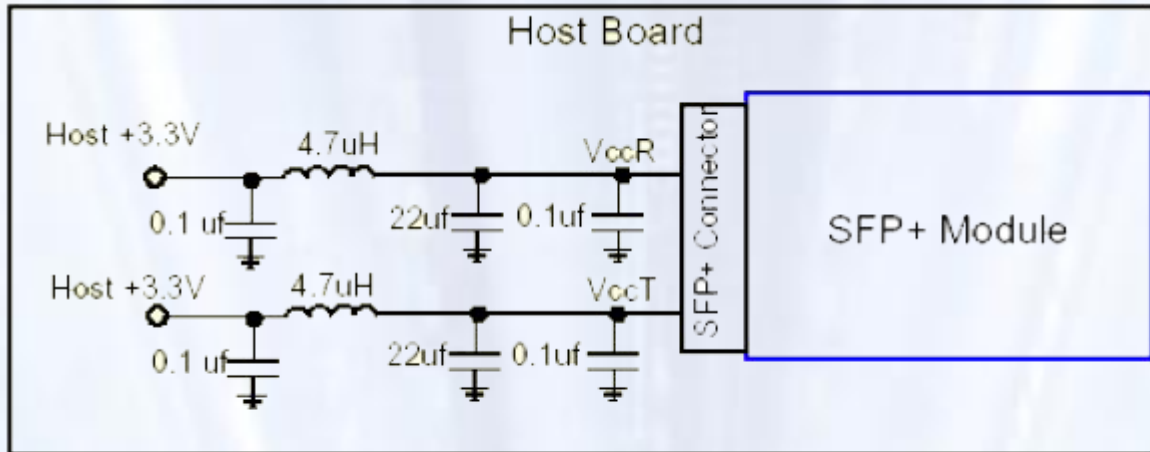 Host Board
Host +3.3V
4.7uH
VccR
0.1 uf
22uf
0.1uf
SFP+ Connector
SFP+ Module
Host +3.3V
4.7uH
VccT
0.1 uf
22uf
0.1uf